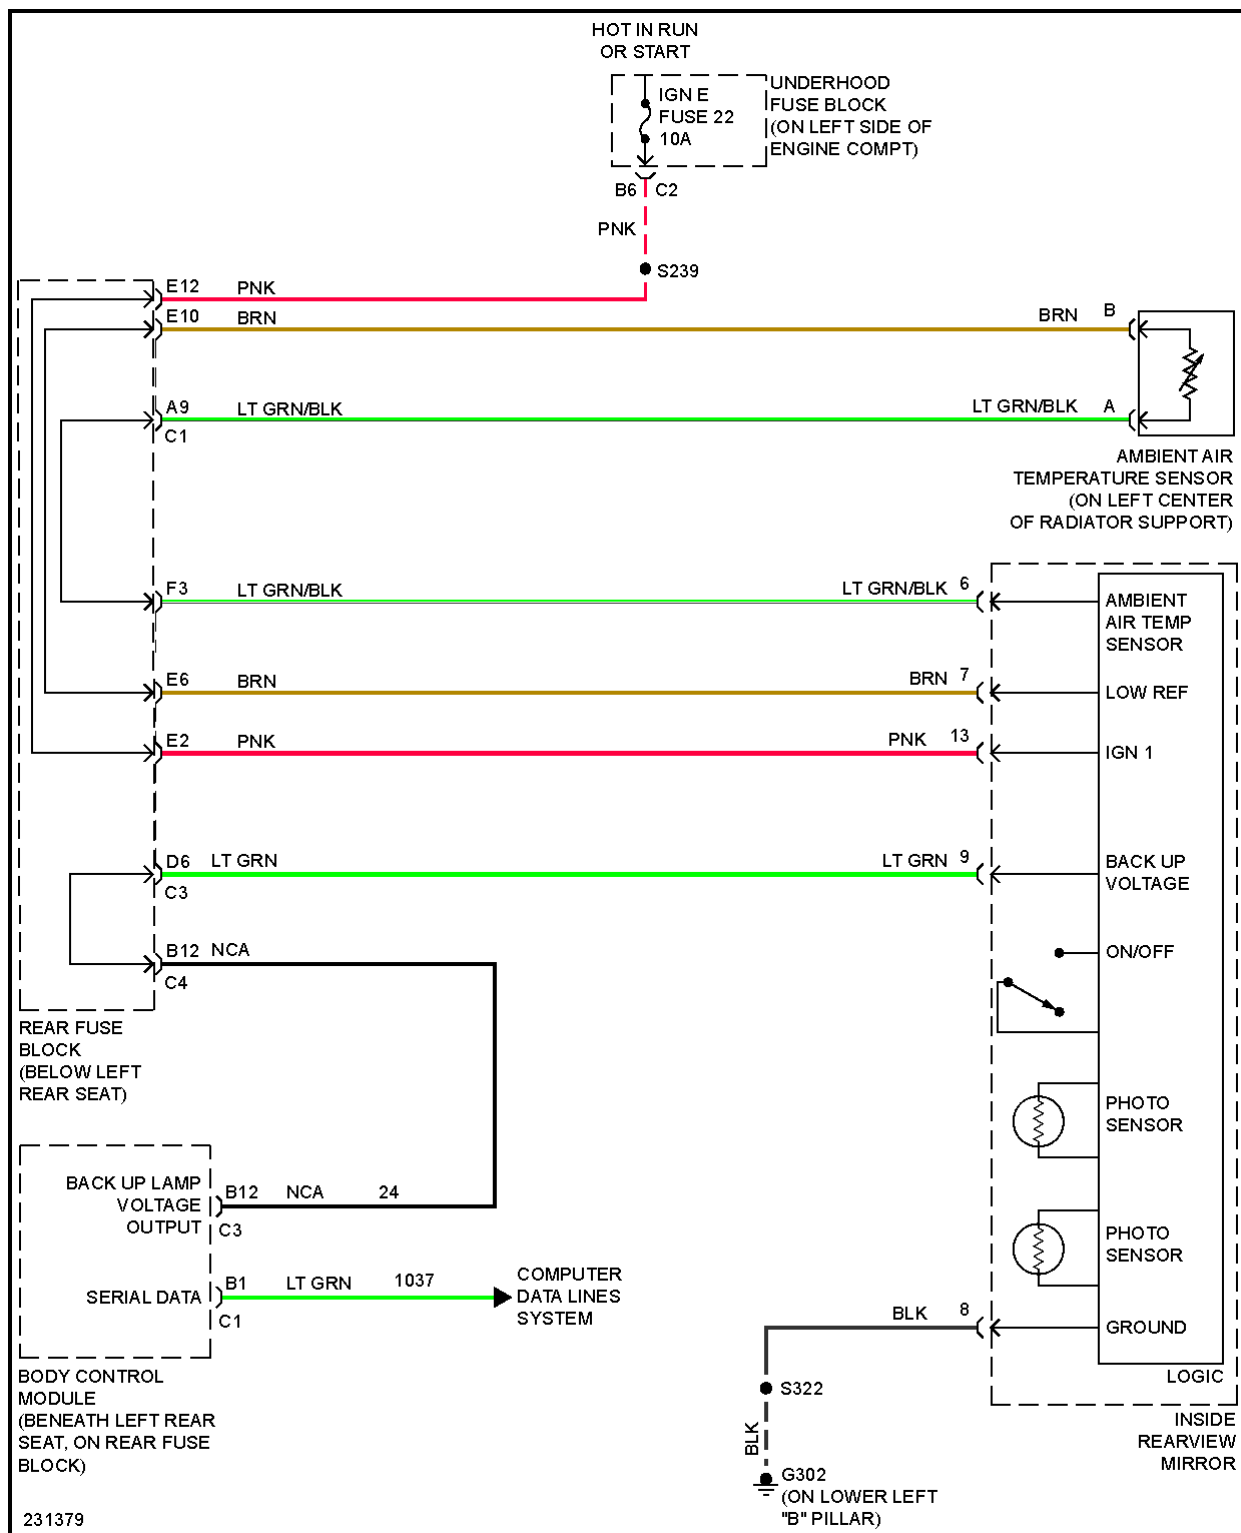 HOT IN RUN
OR START
IGN E
FUSE 22
10A
UNDERHOOD
FUSE BLOCK
(ON LEFT SIDE OF
ENGINE COMPT)
B6 C2
PNK
S239
E12 PNK
E10 BRN
BRN B
A9 LT GRN/BLK
C1
LT GRN/BLK A
AMBIENT AIR
TEMPERATURE SENSOR
(ON LEFT CENTER
OF RADIATOR SUPPORT)
F3 LT GRN/BLK
LT GRN/BLK 6
AMBIENT
AIR TEMP
SENSOR
E6 BRN
BRN 7
LOW REF
E2 PNK
PNK 13
IGN 1
D6 LT GRN
C3
LT GRN 9
BACK UP
VOLTAGE
B12 NCA
C4
ON/OFF
REAR FUSE
BLOCK
(BELOW LEFT
REAR SEAT)
PHOTO
SENSOR
BACK UP LAMP
VOLTAGE
OUTPUT
B12 NCA 24
C3
PHOTO
SENSOR
SERIAL DATA
B1 LT GRN 1037
C1
COMPUTER
DATA LINES
SYSTEM
BLK 8
GROUND
LOGIC
BODY CONTROL
MODULE
(BENEATH LEFT REAR
SEAT, ON REAR FUSE
BLOCK)
S322
BLK
G302
(ON LOWER LEFT
"B" PILLAR)
INSIDE
REARVIEW
MIRROR
231379